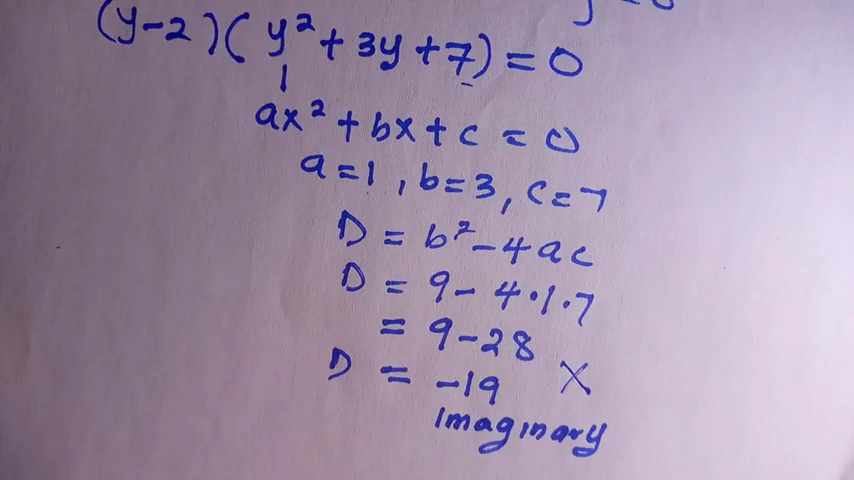 (y-2)(y²+3y+7)=0
ax²+bx+c=0
a=1, b=3, c=7
D = b²-4ac
D = 9-4·1·7
= 9-28
D = -19 X
imaginary